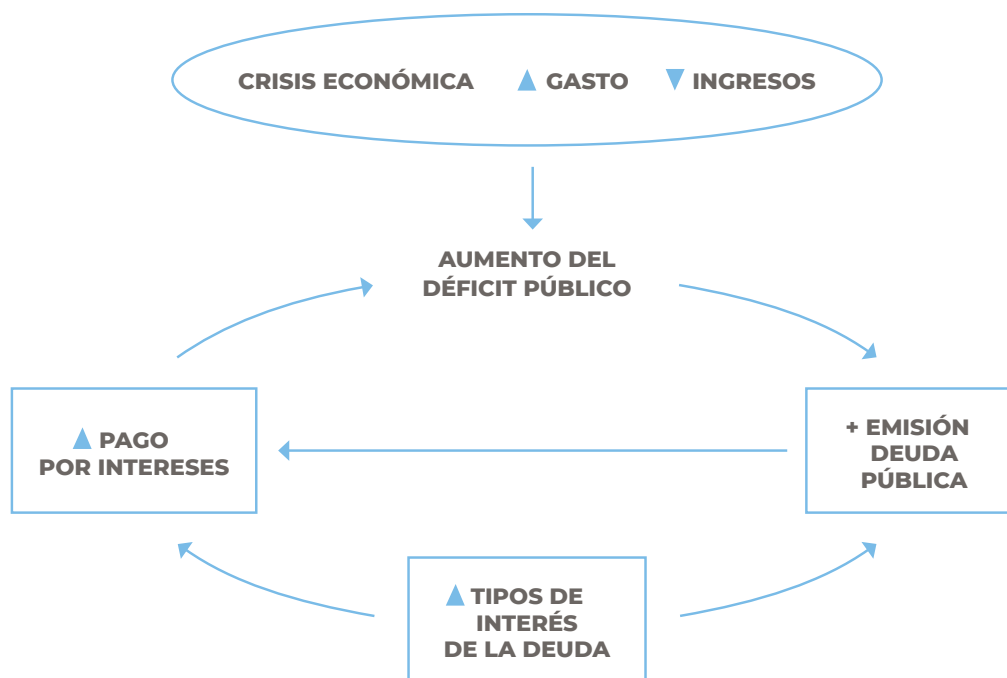 CRISIS ECONÓMICA ▲ GASTO ▼ INGRESOS
AUMENTO DEL
DÉFICIT PÚBLICO
▲ PAGO
POR INTERESES
+ EMISIÓN
DEUDA
PÚBLICA
▲ TIPOS DE
INTERÉS
DE LA DEUDA